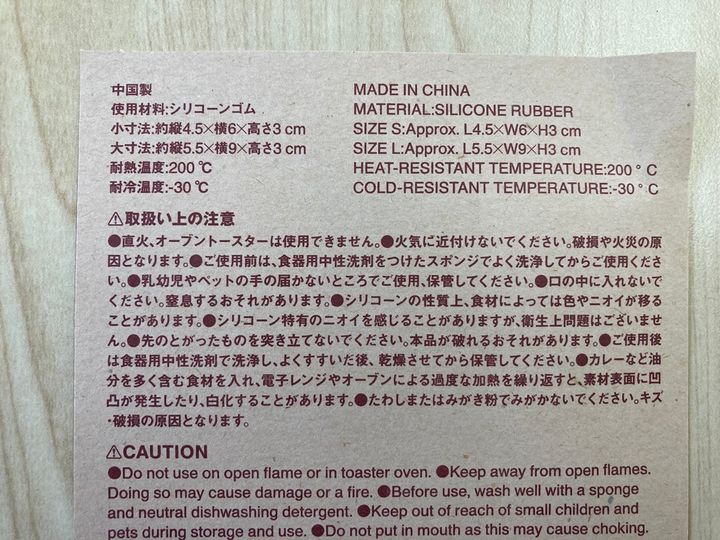 中国製
使用材料:シリコーンゴム
小寸法:約縦4.5×横6×高さ3 cm
大寸法:約縦5.5×横9×高さ3 cm
耐熱温度:200 ℃
耐冷温度:-30 ℃
MADE IN CHINA
MATERIAL:SILICONE RUBBER
SIZE S:Approx. L4.5×W6×H3 cm
SIZE L:Approx. L5.5×W9×H3 cm
HEAT-RESISTANT TEMPERATURE:200 ° C
COLD-RESISTANT TEMPERATURE:-30 ° C
⚠取扱い上の注意
●直火、オーブントースターは使用できません。●火気に近付けないでください。破損や火災の原
因となります。●ご使用前は、食器用中性洗剤をつけたスポンジでよく洗浄してからご使用くださ
い。●乳幼児やペットの手の届かないところでご使用、保管してください。●口の中に入れないで
ください。窒息するおそれがあります。●シリコーンの性質上、食材によっては色やニオイが移る
ことがあります。●シリコーン特有のニオイを感じることがありますが、衛生上問題はございませ
ん。●先のとがったものを突き立てないでください。本品が破れるおそれがあります。●ご使用後
は食器用中性洗剤で洗浄し、よくすすいだ後、乾燥させてから保管してください。●カレーなど油
分を多く含む食材を入れ、電子レンジやオーブンによる過度な加熱を繰り返すと、素材表面に凹
凸が発生したり、白化することがあります。●たわしまたはみがき粉でみがかないでください。キズ
・破損の原因となります。
⚠CAUTION
●Do not use on open flame or in toaster oven. ●Keep away from open flames.
Doing so may cause damage or a fire. ●Before use, wash well with a sponge
and neutral dishwashing detergent. ●Keep out of reach of small children and
pets during storage and use. ●Do not put in mouth as this may cause choking.